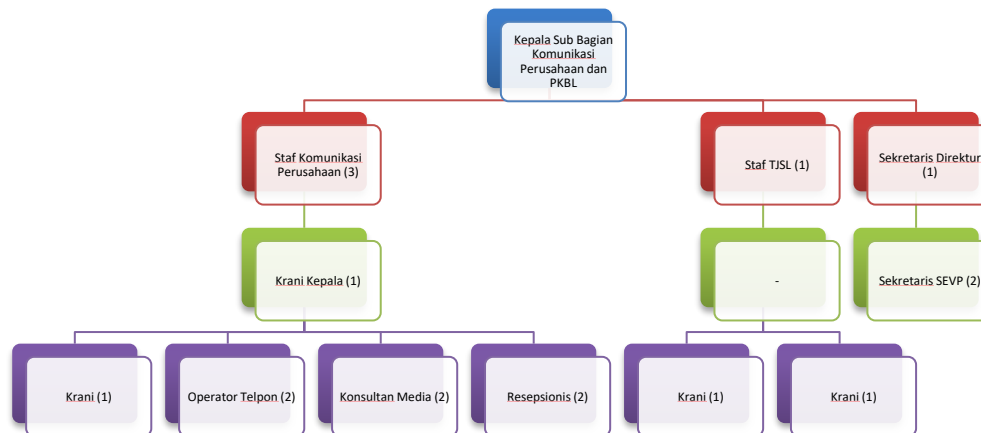 Kepala Sub Bagian
Komunikasi
Perusahaan dan
PKBL
Staf Komunikasi
Perusahaan (3)
Staf TJSL (1)
Sekretaris Direktur
(1)
Krani Kepala (1)
-
Sekretaris SEVP (2)
Krani (1)
Operator Telpon (2)
Konsultan Media (2)
Resepsionis (2)
Krani (1)
Krani (1)